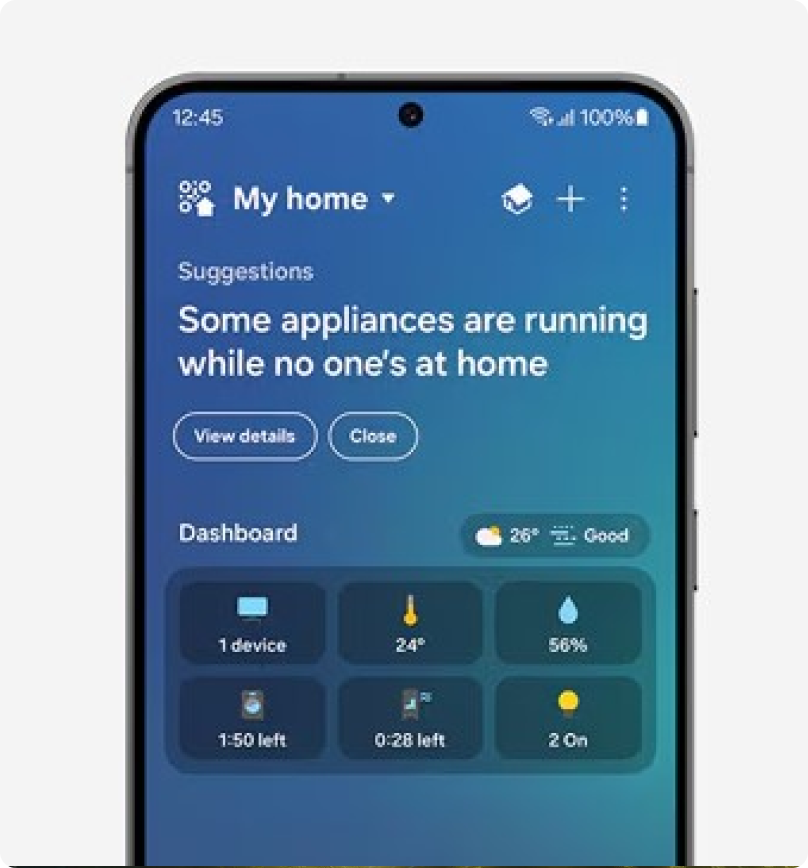 12:45 100%
My home
Suggestions
Some appliances are running
while no one's at home
View details Close
Dashboard 26° Good
1 device 24° 56%
1:50 left 0:28 left 2 On